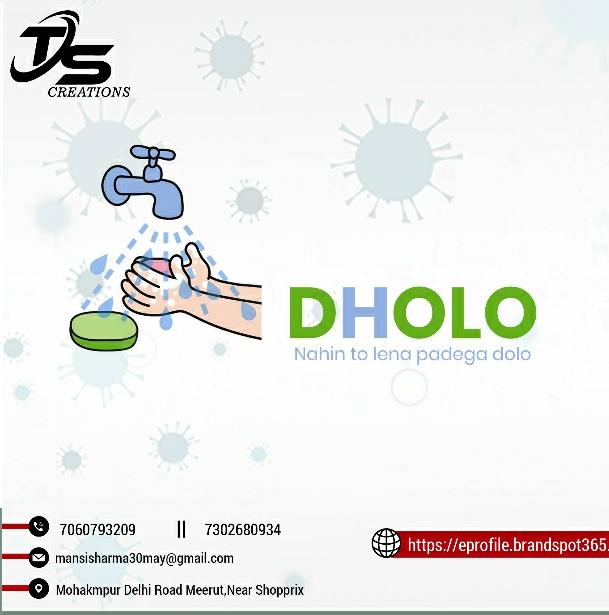 TS
CREATIONS
DHOLO
Nahin to lena padega dolo
7060793209 || 7302680934
https://eprofile.brandspot365.
mansisharma30may@gmail.com
Mohakmpur Delhi Road Meerut,Near Shopprix